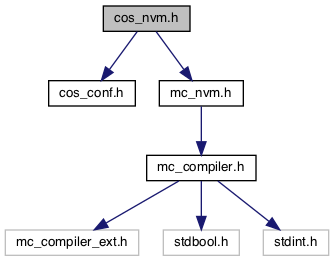 cos_nvm.h
cos_conf.h
mc_nvm.h
mc_compiler.h
mc_compiler_ext.h
stdbool.h
stdint.h